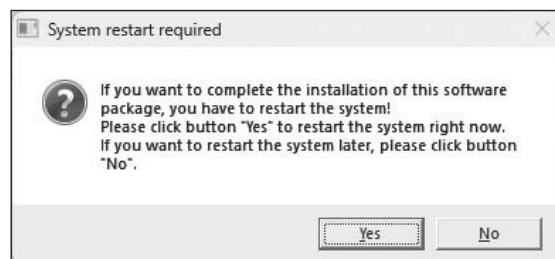 System restart required
If you want to complete the installation of this software
package, you have to restart the system!
Please click button "Yes" to restart the system right now.
If you want to restart the system later, please click button
"No".
Yes
No